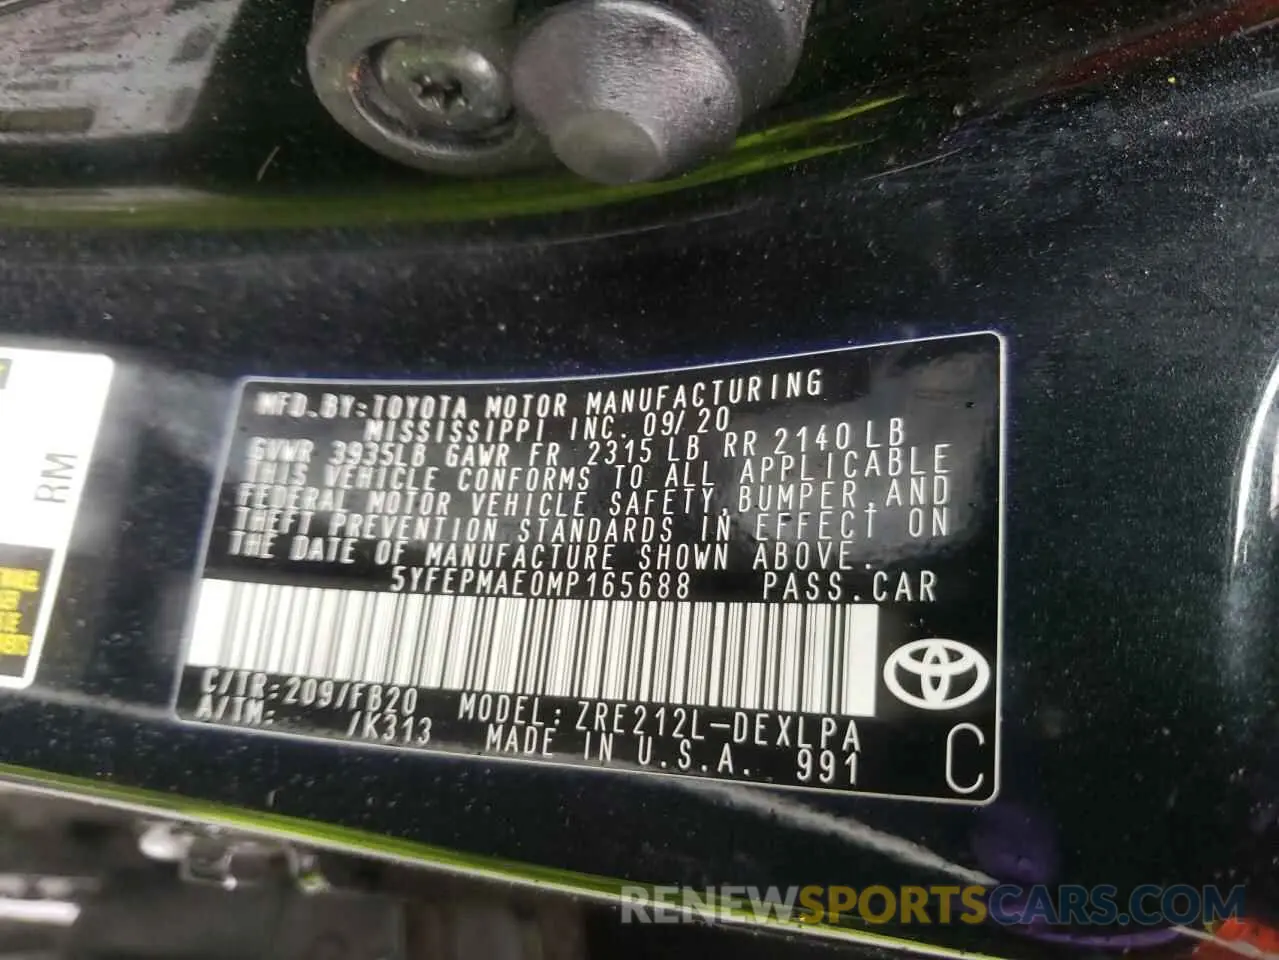 MFD.BY:TOYOTA MOTOR MANUFACTURING
MISSISSIPPI INC. 09/20
GVWR 3935LB GAWR FR 2315 LB RR 2140 LB
THIS VEHICLE CONFORMS TO ALL APPLICABLE
FEDERAL MOTOR VEHICLE SAFETY, BUMPER, AND
THEFT PREVENTION STANDARDS IN EFFECT ON
THE DATE OF MANUFACTURE SHOWN ABOVE.
5YFEPMAE0MP165688 PASS.CAR
C/TR:209/FB20 MODEL:ZRE212L-DEXLPA
A/TM: /K313 MADE IN U.S.A. 991
C
RM
RENEWSPORTSCARS.COM